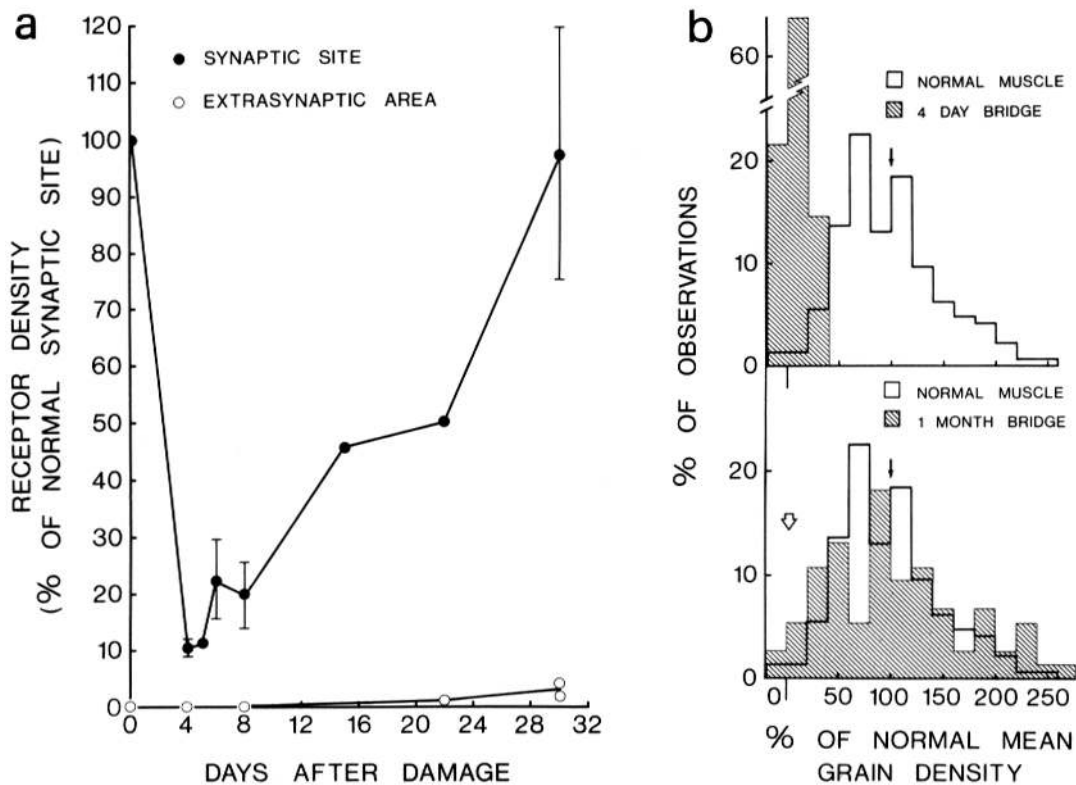 a
120
110
100
90
80
70
60
50
40
30
20
10
0
RECEPTOR DENSITY
(% OF NORMAL SYNAPTIC SITE)
SYNAPTIC SITE
EXTRASYNAPTIC AREA
0 4 8 12 16 20 24 28 32
DAYS AFTER DAMAGE
b
60
20
10
0
NORMAL MUSCLE
4 DAY BRIDGE
% OF OBSERVATIONS
20
10
0
NORMAL MUSCLE
1 MONTH BRIDGE
0 50 100 150 200 250
% OF NORMAL MEAN
GRAIN DENSITY